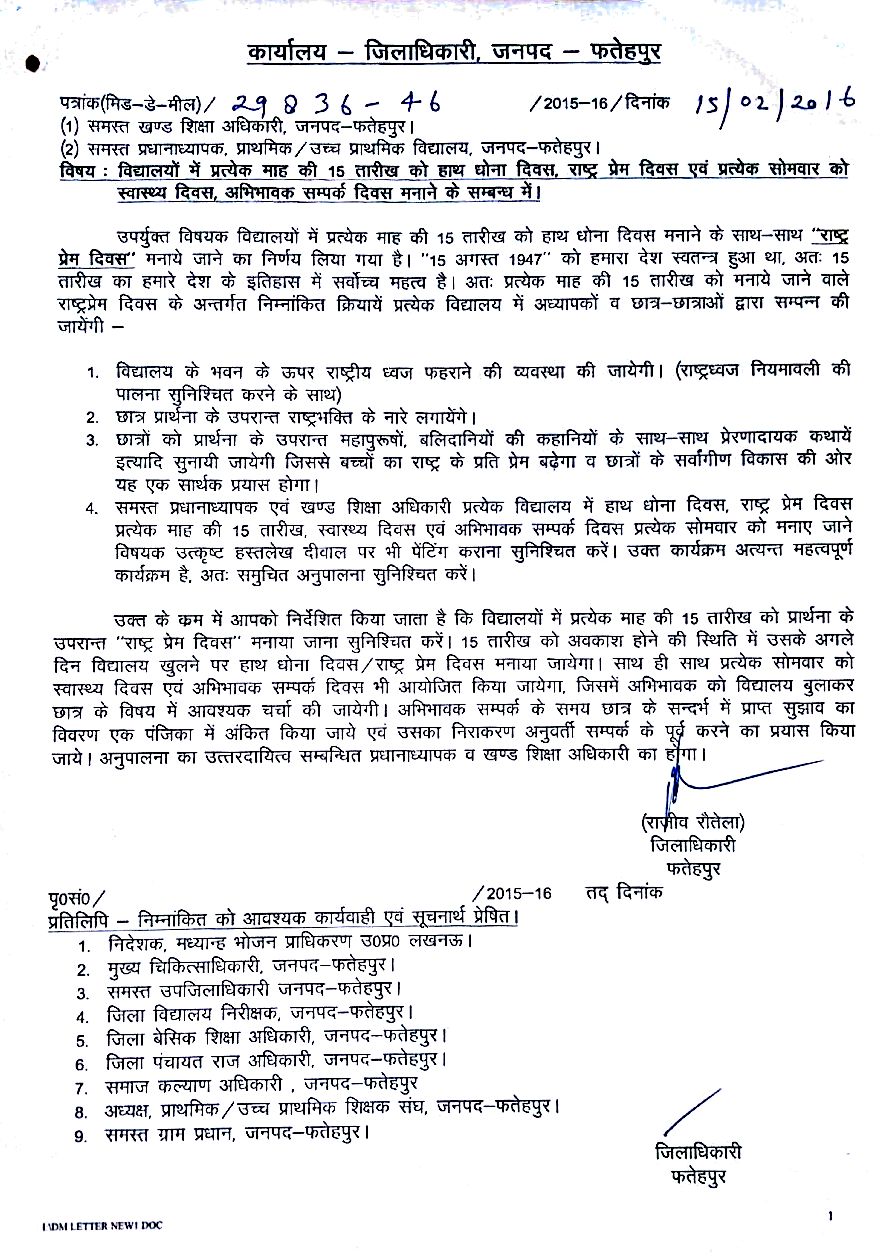 कार्यालय – जिलाधिकारी, जनपद – फतेहपुर
पत्रांक(मिड–डे–मील)/ 29836-46 /2015-16/दिनांक 15/02/2016
(1) समस्त खण्ड शिक्षा अधिकारी, जनपद–फतेहपुर।
(2) समस्त प्रधानाध्यापक, प्राथमिक/उच्च प्राथमिक विद्यालय, जनपद–फतेहपुर।
विषय : विद्यालयों में प्रत्येक माह की 15 तारीख को हाथ धोना दिवस, राष्ट्र प्रेम दिवस एवं प्रत्येक सोमवार को
स्वास्थ्य दिवस, अभिभावक सम्पर्क दिवस मनाने के सम्बन्ध में।
उपर्युक्त विषयक विद्यालयों में प्रत्येक माह की 15 तारीख को हाथ धोना दिवस मनाने के साथ–साथ "राष्ट्र
प्रेम दिवस" मनाये जाने का निर्णय लिया गया है। "15 अगस्त 1947" को हमारा देश स्वतन्त्र हुआ था, अतः 15
तारीख का हमारे देश के इतिहास में सर्वोच्च महत्व है। अतः प्रत्येक माह की 15 तारीख को मनाये जाने वाले
राष्ट्रप्रेम दिवस के अन्तर्गत निम्नांकित क्रियायें प्रत्येक विद्यालय में अध्यापकों व छात्र–छात्राओं द्वारा सम्पन्न की
जायेंगी –
1. विद्यालय के भवन के ऊपर राष्ट्रीय ध्वज फहराने की व्यवस्था की जायेगी। (राष्ट्रध्वज नियमावली की
पालना सुनिश्चित करने के साथ)
2. छात्र प्रार्थना के उपरान्त राष्ट्रभक्ति के नारे लगायेंगे।
3. छात्रों को प्रार्थना के उपरान्त महापुरूषों, बलिदानियों की कहानियों के साथ–साथ प्रेरणादायक कथायें
इत्यादि सुनायी जायेगी जिससे बच्चों का राष्ट्र के प्रति प्रेम बढ़ेगा व छात्रों के सर्वांगीण विकास की ओर
यह एक सार्थक प्रयास होगा।
4. समस्त प्रधानाध्यापक एवं खण्ड शिक्षा अधिकारी प्रत्येक विद्यालय में हाथ धोना दिवस, राष्ट्र प्रेम दिवस
प्रत्येक माह की 15 तारीख, स्वास्थ्य दिवस एवं अभिभावक सम्पर्क दिवस प्रत्येक सोमवार को मनाए जाने
विषयक उत्कृष्ट हस्तलेख दीवाल पर भी पेंटिंग कराना सुनिश्चित करें। उक्त कार्यक्रम अत्यन्त महत्वपूर्ण
कार्यक्रम है, अतः समुचित अनुपालना सुनिश्चित करें।
उक्त के क्रम में आपको निर्देशित किया जाता है कि विद्यालयों में प्रत्येक माह की 15 तारीख को प्रार्थना के
उपरान्त "राष्ट्र प्रेम दिवस" मनाया जाना सुनिश्चित करें। 15 तारीख को अवकाश होने की स्थिति में उसके अगले
दिन विद्यालय खुलने पर हाथ धोना दिवस/राष्ट्र प्रेम दिवस मनाया जायेगा। साथ ही साथ प्रत्येक सोमवार को
स्वास्थ्य दिवस एवं अभिभावक सम्पर्क दिवस भी आयोजित किया जायेगा, जिसमें अभिभावक को विद्यालय बुलाकर
छात्र के विषय में आवश्यक चर्चा की जायेगी। अभिभावक सम्पर्क के समय छात्र के सन्दर्भ में प्राप्त सुझाव का
विवरण एक पंजिका में अंकित किया जाये एवं उसका निराकरण अनुवर्ती सम्पर्क के पूर्व करने का प्रयास किया
जाये। अनुपालना का उत्तरदायित्व सम्बन्धित प्रधानाध्यापक व खण्ड शिक्षा अधिकारी का होगा।
(राजीव रौतेला)
जिलाधिकारी
फतेहपुर
पृ0सं0/ /2015–16 तद् दिनांक
प्रतिलिपि – निम्नांकित को आवश्यक कार्यवाही एवं सूचनार्थ प्रेषित।
1. निदेशक, मध्यान्ह भोजन प्राधिकरण उ0प्र0 लखनऊ।
2. मुख्य चिकित्साधिकारी, जनपद–फतेहपुर।
3. समस्त उपजिलाधिकारी जनपद–फतेहपुर।
4. जिला विद्यालय निरीक्षक, जनपद–फतेहपुर।
5. जिला बेसिक शिक्षा अधिकारी, जनपद–फतेहपुर।
6. जिला पंचायत राज अधिकारी, जनपद–फतेहपुर।
7. समाज कल्याण अधिकारी , जनपद–फतेहपुर
8. अध्यक्ष, प्राथमिक/उच्च प्राथमिक शिक्षक संघ, जनपद–फतेहपुर।
9. समस्त ग्राम प्रधान, जनपद–फतेहपुर।
जिलाधिकारी
फतेहपुर
1
I \DM LETTER NEW1 DOC